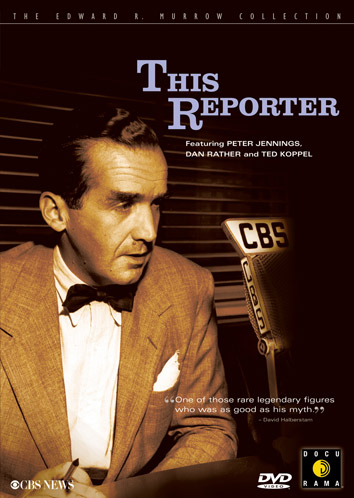 THE EDWARD R. MURROW COLLECTION
THIS
REPORTER
Featuring PETER JENNINGS,
DAN RATHER and TED KOPPEL
CBS
CBS
“One of those rare legendary figures
who was as good as his myth.”
- David Halberstam
CBS NEWS
DVD
VIDEO
DOCU
RAMA